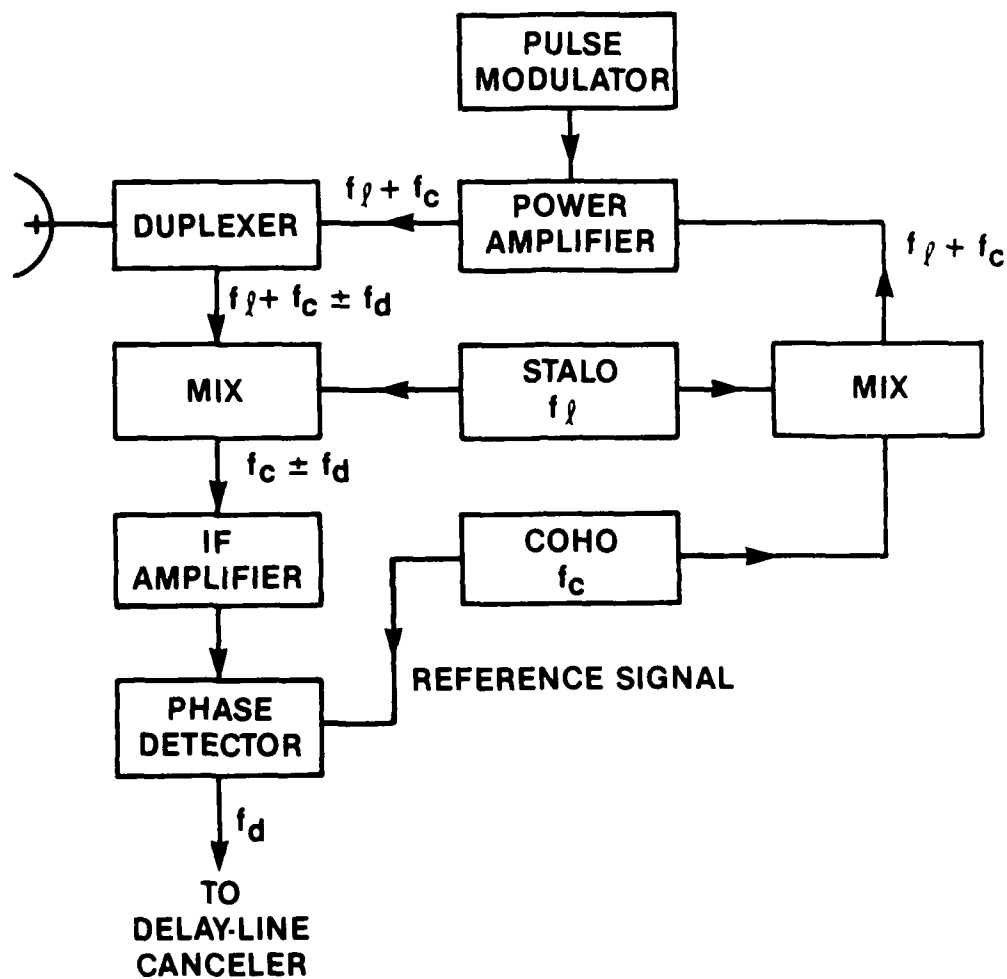 PULSE
MODULATOR
DUPLEXER
fℓ + fc
POWER
AMPLIFIER
fℓ + fc
fℓ + fc ± fd
MIX
STALO
fℓ
MIX
fc ± fd
IF
AMPLIFIER
COHO
fc
REFERENCE SIGNAL
PHASE
DETECTOR
fd
TO
DELAY-LINE
CANCELER